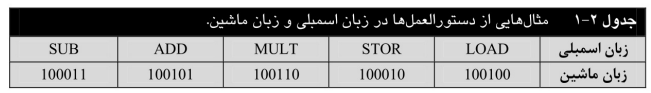 جدول ۲-۱ مثال‌هایی از دستورالعمل‌ها در زبان اسمبلی و زبان ماشین.
زبان اسمبلی LOAD STOR MULT ADD SUB
زبان ماشین 100100 100010 100110 100101 100011